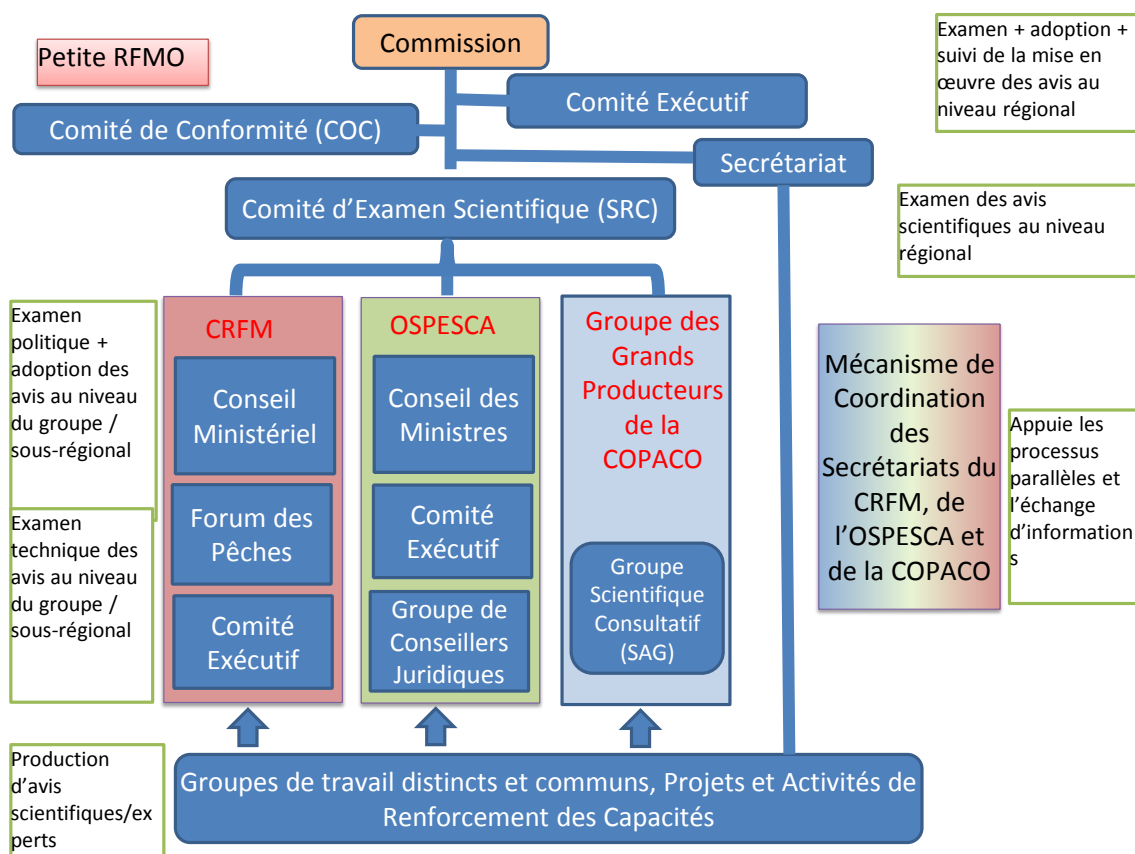 Petite RFMO
Commission
Comité Exécutif
Comité de Conformité (COC)
Secrétariat
Comité d'Examen Scientifique (SRC)
Examen + adoption +
suivi de la mise en
œuvre des avis au
niveau régional
Examen des avis
scientifiques au niveau
régional
Examen
politique +
adoption des
avis au niveau
du groupe /
sous-régional
Examen
technique des
avis au niveau
du groupe /
sous-régional
CRFM
Conseil
Ministériel
Forum des
Pêches
Comité
Exécutif
OSPESCA
Conseil des
Ministres
Comité
Exécutif
Groupe de
Conseillers
Juridiques
Groupe des
Grands
Producteurs
de la
COPACO
Groupe
Scientifique
Consultatif
(SAG)
Mécanisme de
Coordination
des
Secrétariats du
CRFM, de
l'OSPESCA et
de la COPACO
Appuie les
processus
parallèles et
l'échange
d'information
s
Production
d'avis
scientifiques/ex
perts
Groupes de travail distincts et communs, Projets et Activités de
Renforcement des Capacités